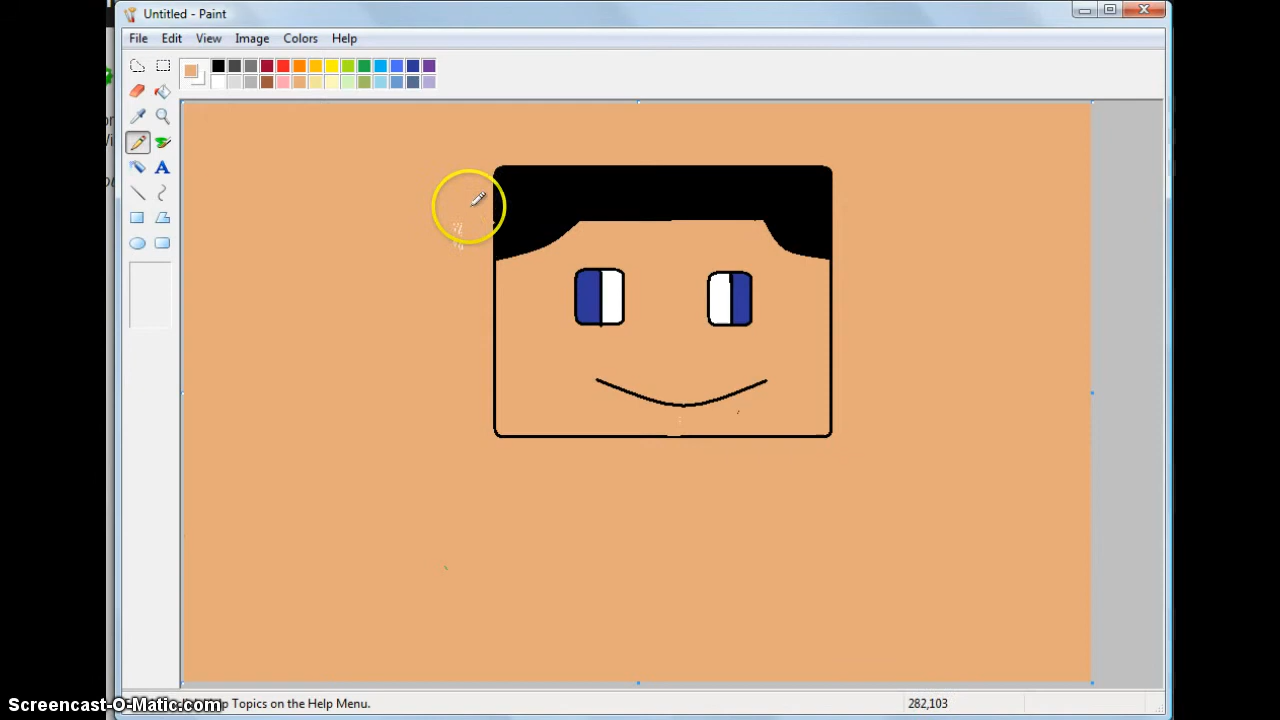 Untitled - Paint
File Edit View Image Colors Help
Topics on the Help Menu.
282,103
Screencast-O-Matic.com